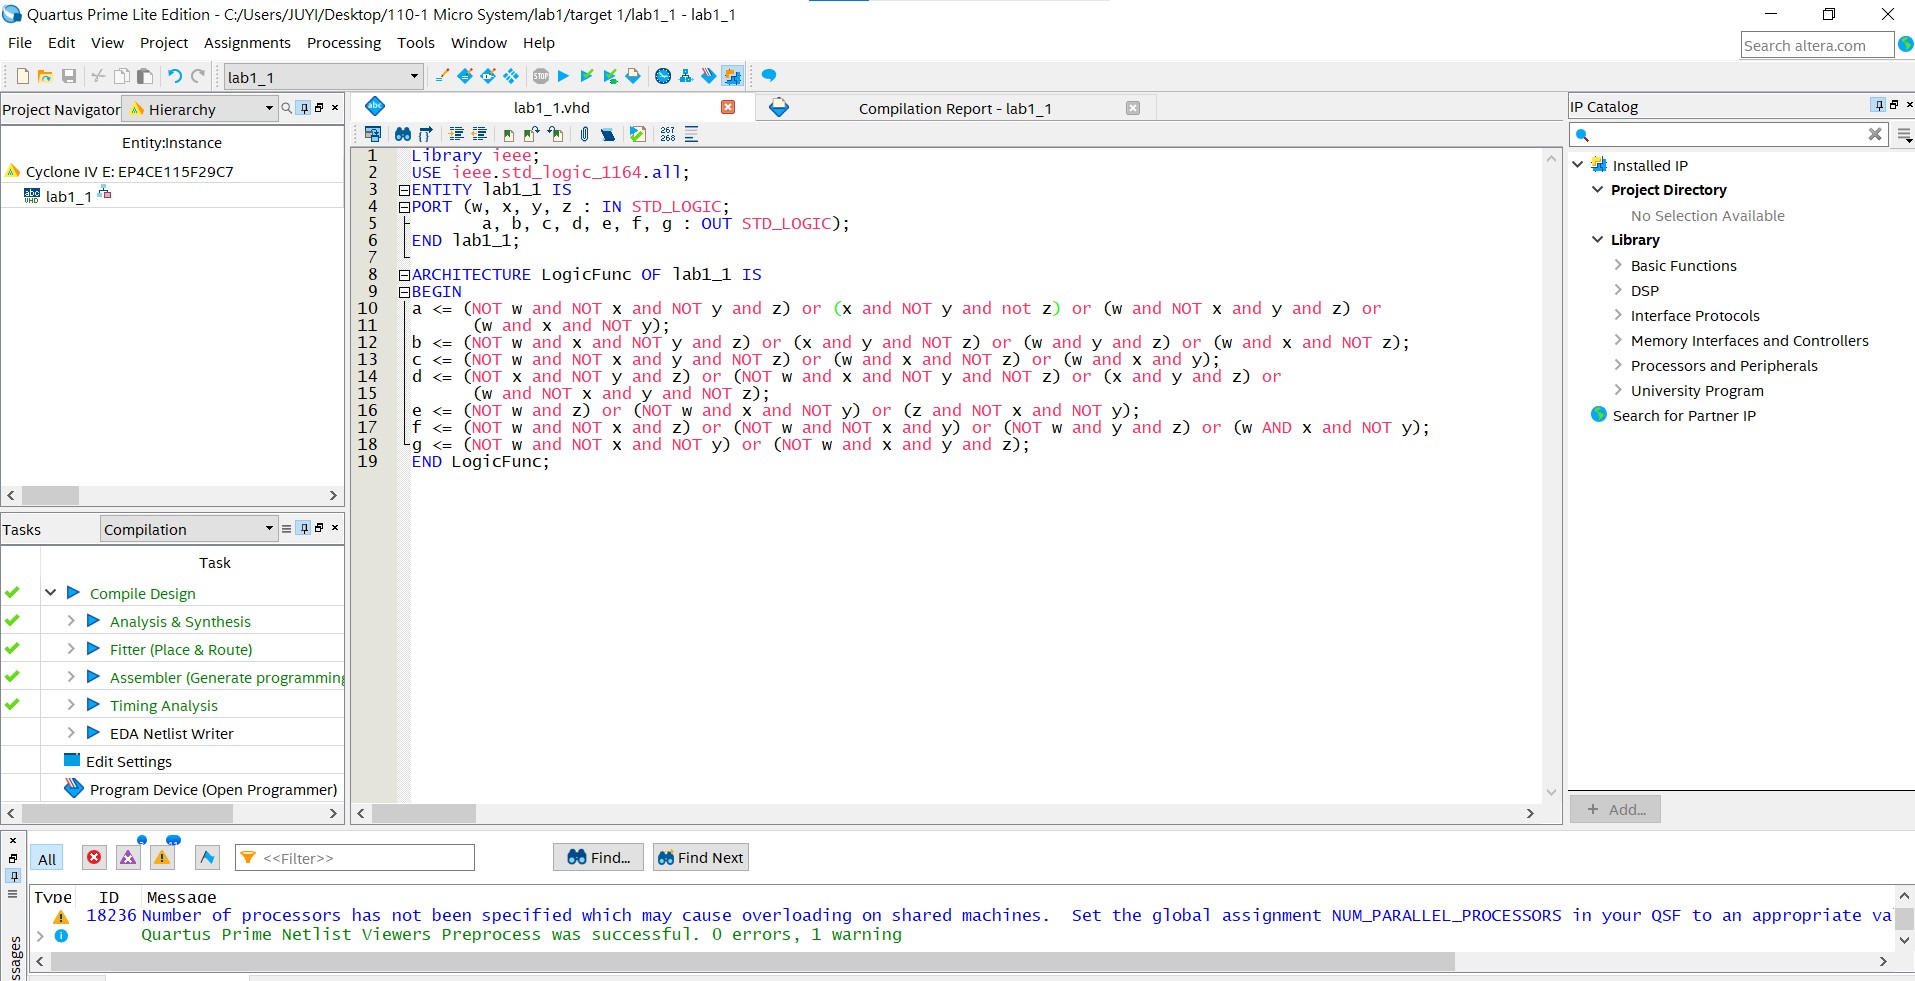 Quartus Prime Lite Edition - C:/Users/JUYI/Desktop/110-1 Micro System/lab1/target 1/lab1_1 - lab1_1
File Edit View Project Assignments Processing Tools Window Help
Search altera.com
lab1_1
Project Navigator Hierarchy
Entity:Instance
Cyclone IV E: EP4CE115F29C7
lab1_1
Tasks Compilation
Task
Compile Design
Analysis & Synthesis
Fitter (Place & Route)
Assembler (Generate programming
Timing Analysis
EDA Netlist Writer
Edit Settings
Program Device (Open Programmer)
lab1_1.vhd
Compilation Report - lab1_1
267
268
1 Library ieee;
2 USE ieee.std_logic_1164.all;
3 ENTITY lab1_1 IS
4 PORT (w, x, y, z : IN STD_LOGIC;
5 a, b, c, d, e, f, g : OUT STD_LOGIC);
6 END lab1_1;
7
8 ARCHITECTURE LogicFunc OF lab1_1 IS
9 BEGIN
10 a <= (NOT w and NOT x and NOT y and z) or (x and NOT y and not z) or (w and NOT x and y and z) or
11 (w and x and NOT y);
12 b <= (NOT w and x and NOT y and z) or (x and y and NOT z) or (w and y and z) or (w and x and NOT z);
13 c <= (NOT w and NOT x and y and NOT z) or (w and x and NOT z) or (w and x and y);
14 d <= (NOT x and NOT y and z) or (NOT w and x and NOT y and NOT z) or (x and y and z) or
15 (w and NOT x and y and NOT z);
16 e <= (NOT w and z) or (NOT w and x and NOT y) or (z and NOT x and NOT y);
17 f <= (NOT w and NOT x and z) or (NOT w and NOT x and y) or (NOT w and y and z) or (w AND x and NOT y);
18 g <= (NOT w and NOT x and NOT y) or (NOT w and x and y and z);
19 END LogicFunc;
IP Catalog
Installed IP
Project Directory
No Selection Available
Library
Basic Functions
DSP
Interface Protocols
Memory Interfaces and Controllers
Processors and Peripherals
University Program
Search for Partner IP
+ Add...
All
<<Filter>>
Find...
Find Next
Type ID Message
18236 Number of processors has not been specified which may cause overloading on shared machines.  Set the global assignment NUM_PARALLEL_PROCESSORS in your QSF to an appropriate va
Quartus Prime Netlist Viewers Preprocess was successful. 0 errors, 1 warning
ssages